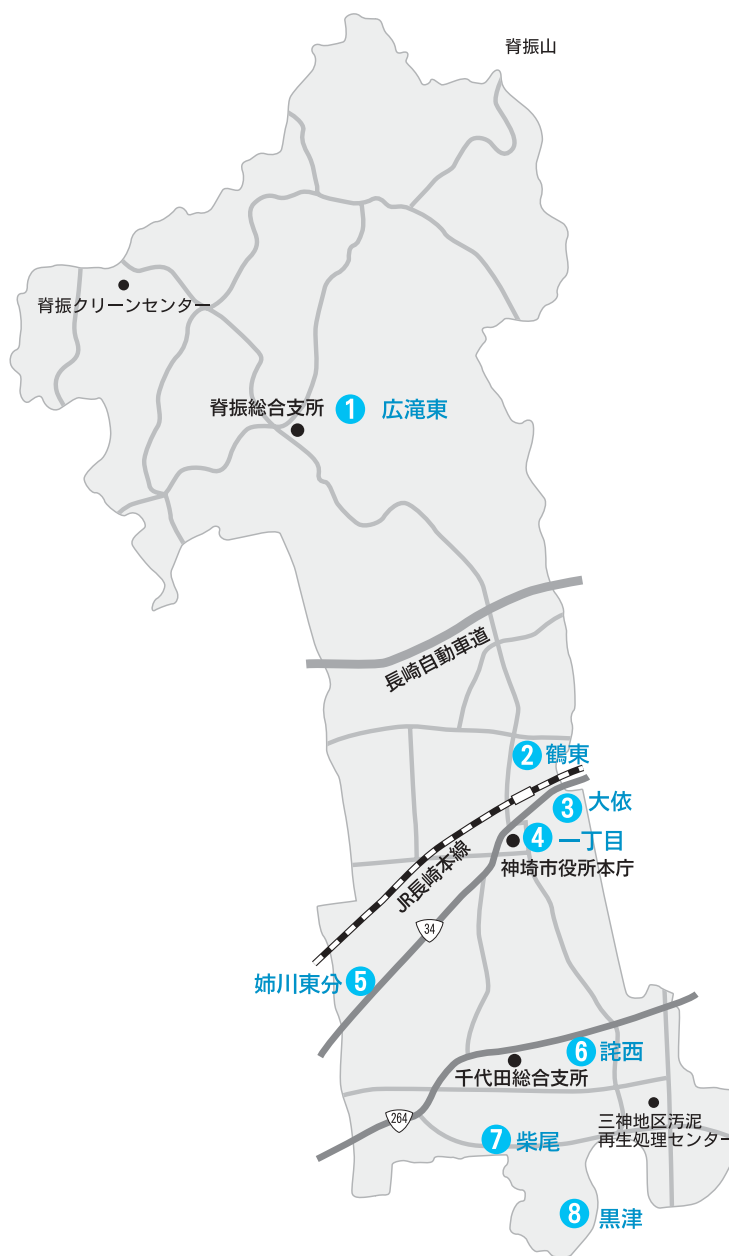 脊振山
脊振クリーンセンター
脊振総合支所
1 広滝東
長崎自動車道
2 鶴東
3 大依
4 一丁目
神埼市役所本庁
JR長崎本線
34
姉川東分 5
6 詫西
千代田総合支所
264
7 柴尾
三神地区汚泥
再生処理センター
8 黒津